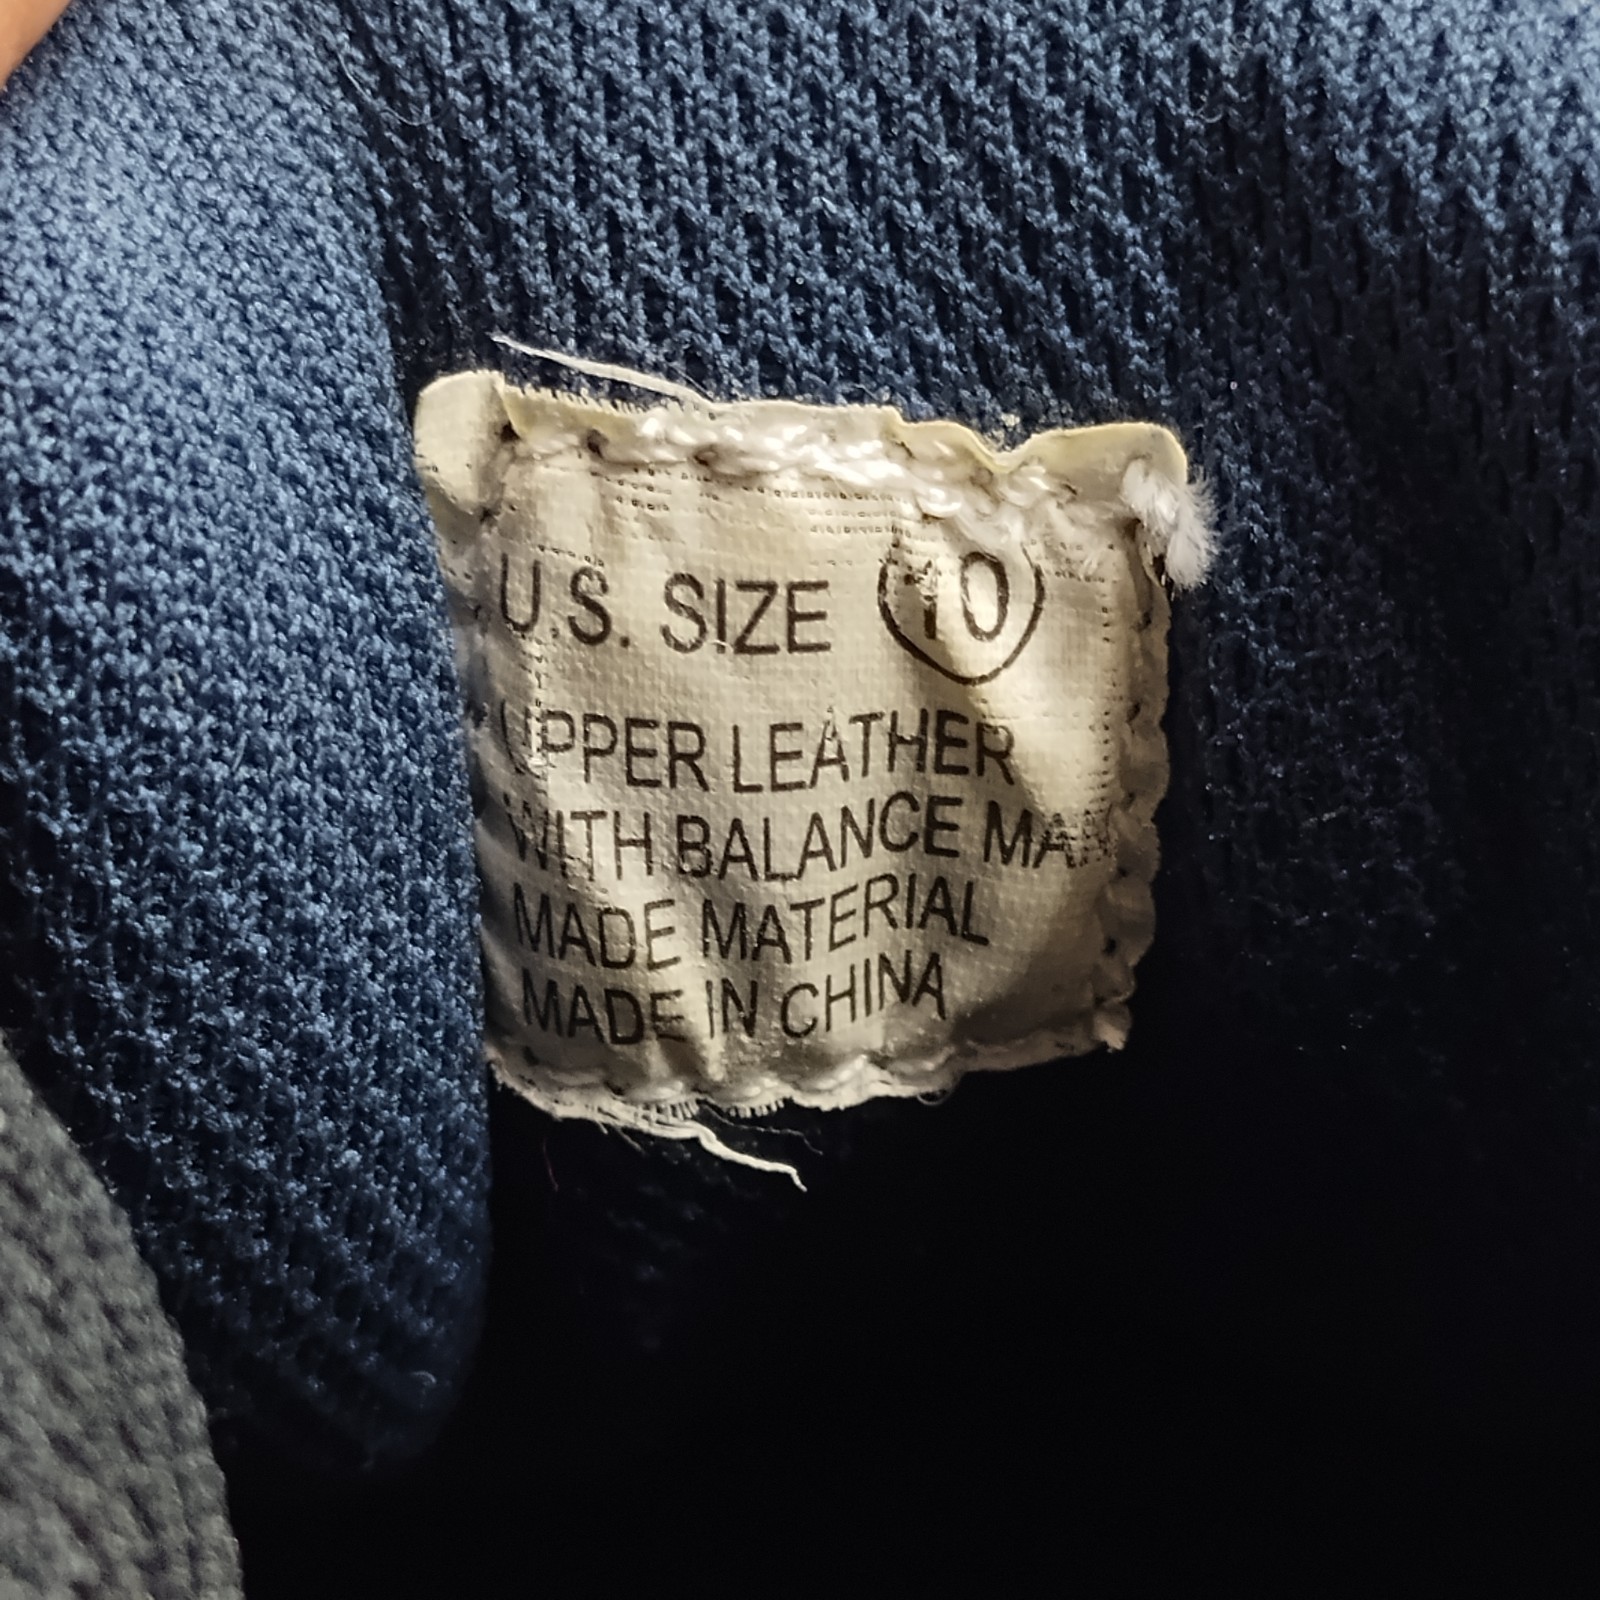 U.S. SIZE 10
UPPER LEATHER
WITH BALANCE MAN
MADE MATERIAL
MADE IN CHINA